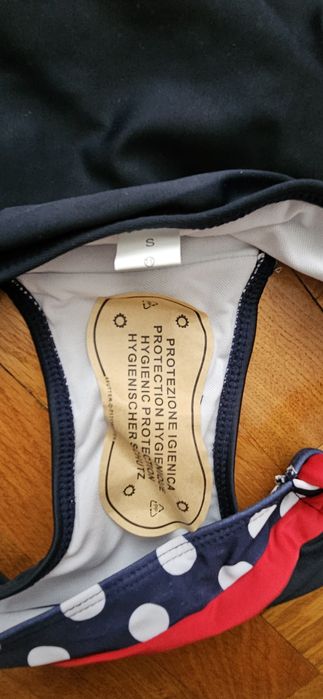 S
PROTEZIONE IGIENICA
PROTECTION HYGIENIQUE
HYGIENIC PROTECTION
HYGIENISCHER SCHUTZ